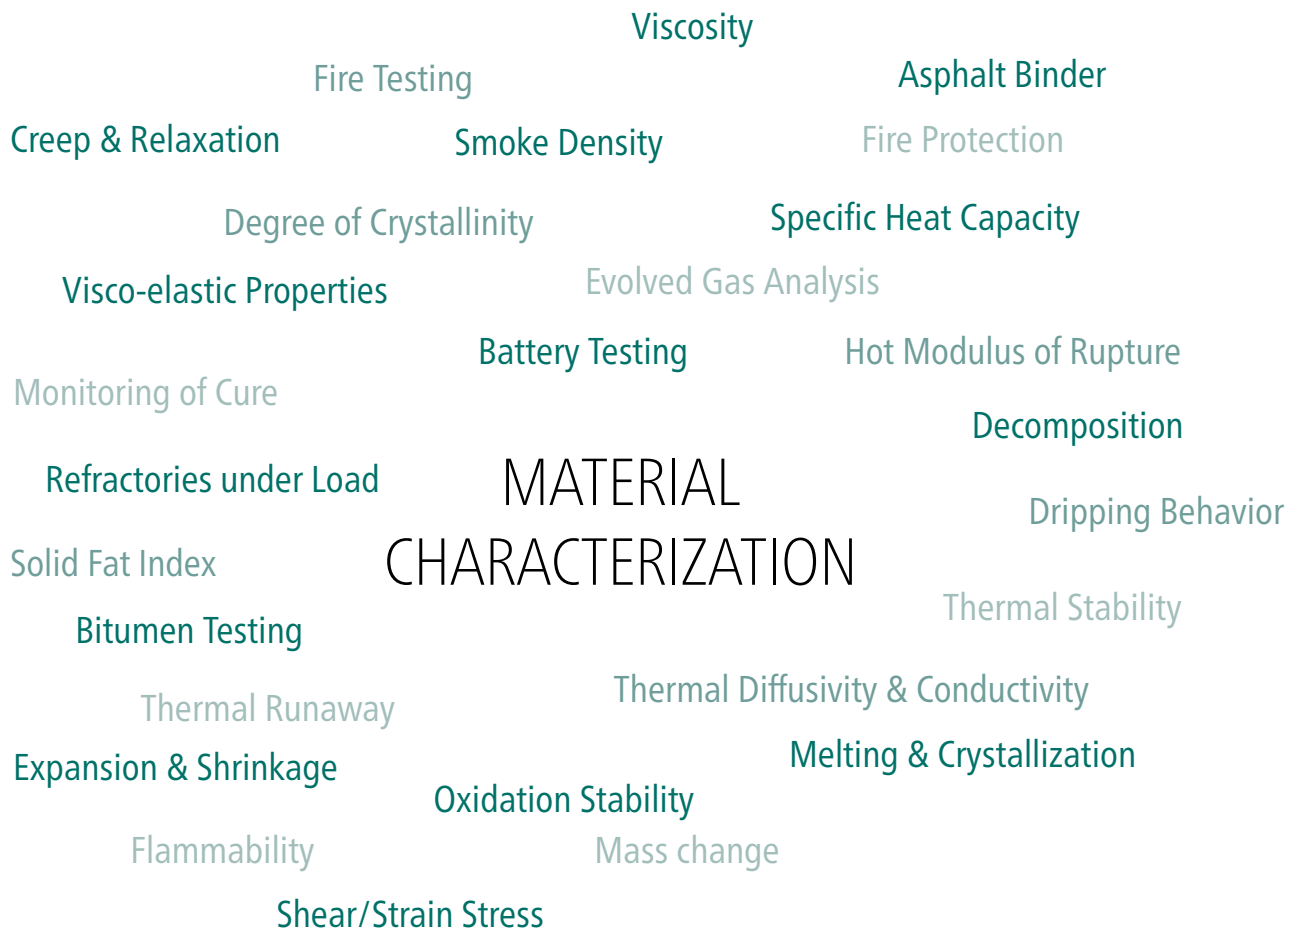 Viscosity
Fire Testing
Asphalt Binder
Creep & Relaxation
Smoke Density
Fire Protection
Degree of Crystallinity
Specific Heat Capacity
Visco-elastic Properties
Evolved Gas Analysis
Battery Testing
Hot Modulus of Rupture
Monitoring of Cure
Decomposition
Refractories under Load
MATERIAL
CHARACTERIZATION
Dripping Behavior
Solid Fat Index
Thermal Stability
Bitumen Testing
Thermal Diffusivity & Conductivity
Thermal Runaway
Melting & Crystallization
Expansion & Shrinkage
Oxidation Stability
Flammability
Mass change
Shear/Strain Stress